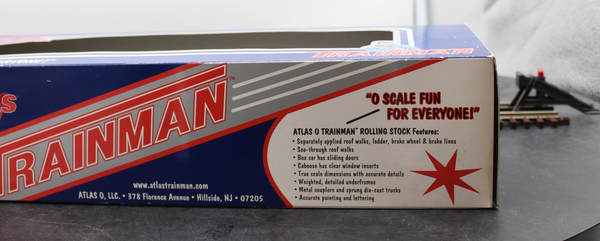 TRAINMAN
TRAINMAN™
"O SCALE FUN
FOR EVERYONE!"
ATLAS O TRAINMAN™ ROLLING STOCK Features:
• Separately applied roof walks, ladder, brake wheel & brake lines
• See-through roof walks
• Box car has sliding doors
• Caboose has clear window inserts
• True scale dimensions with accurate details
• Weighted, detailed underframes
• Metal couplers and sprung die-cast trucks
• Accurate painting and lettering
www.atlastrainman.com
ATLAS O, LLC. • 378 Florence Avenue • Hillside, NJ • 07205